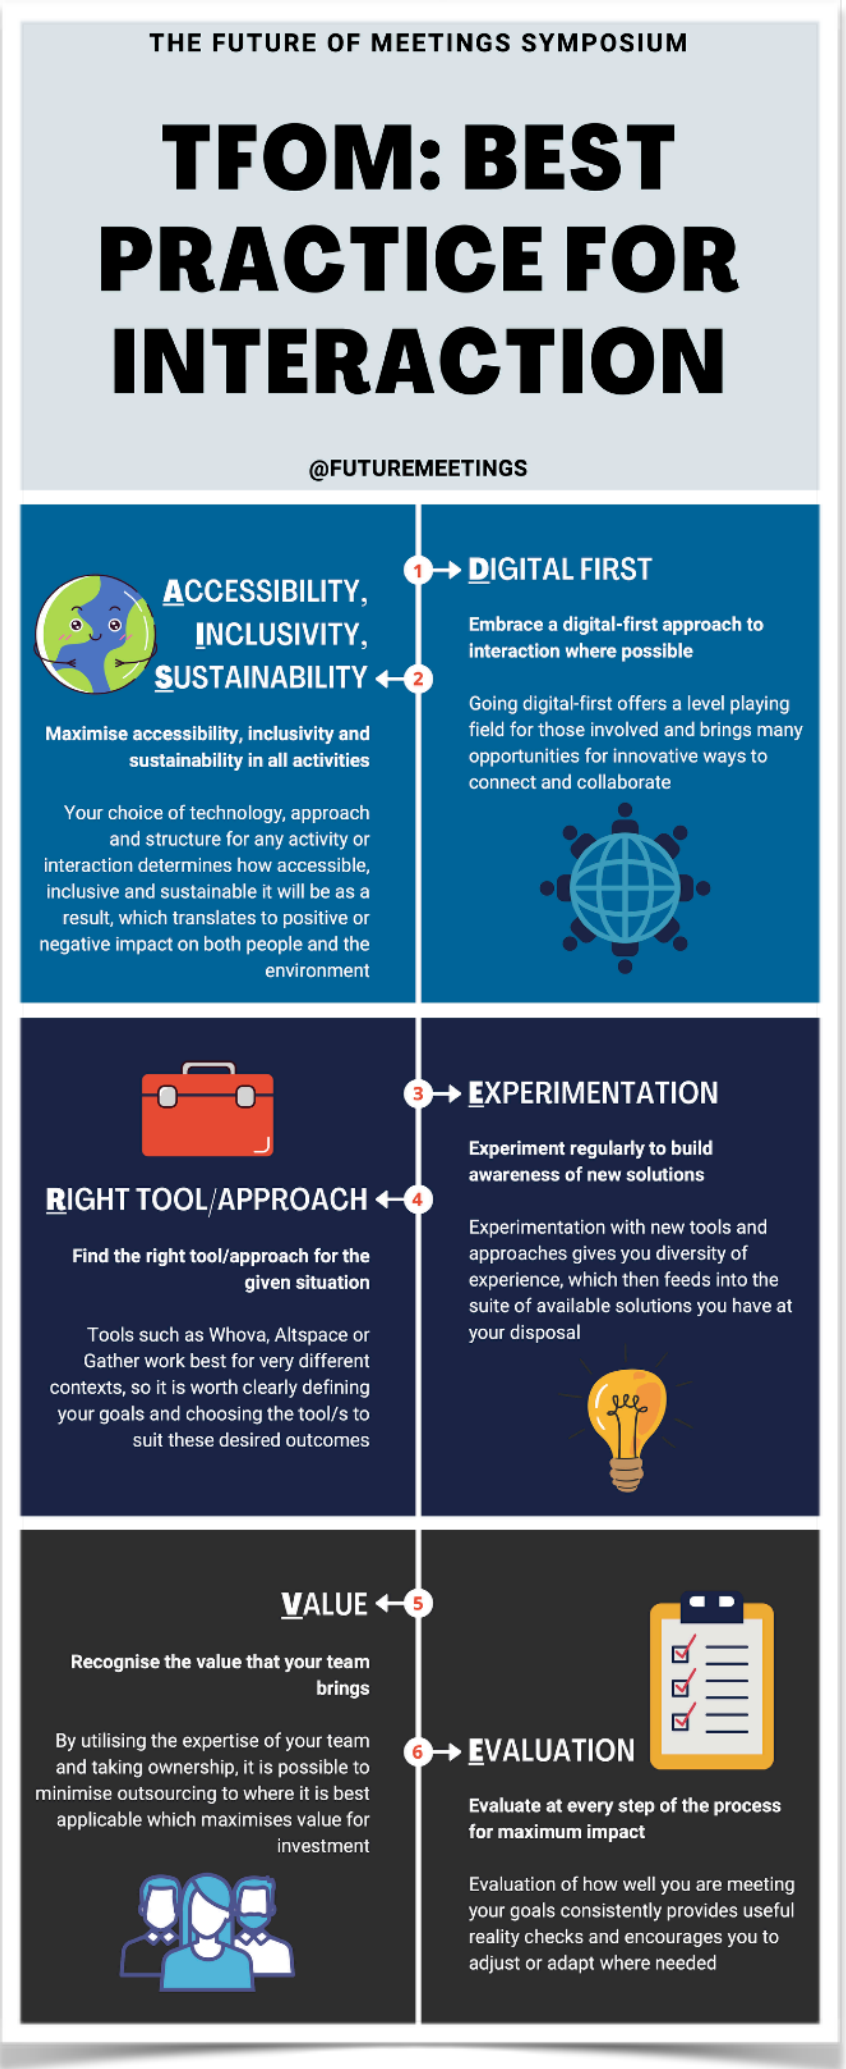 THE FUTURE OF MEETINGS SYMPOSIUM
TFOM: BEST
PRACTICE FOR
INTERACTION
@FUTUREMEETINGS
1
DIGITAL FIRST
Embrace a digital-first approach to
interaction where possible
Going digital-first offers a level playing
field for those involved and brings many
opportunities for innovative ways to
connect and collaborate
ACCESSIBILITY,
INCLUSIVITY,
SUSTAINABILITY
2
Maximise accessibility, inclusivity and
sustainability in all activities
Your choice of technology, approach
and structure for any activity or
interaction determines how accessible,
inclusive and sustainable it will be as a
result, which translates to positive or
negative impact on both people and the
environment
3
EXPERIMENTATION
Experiment regularly to build
awareness of new solutions
Experimentation with new tools and
approaches gives you diversity of
experience, which then feeds into the
suite of available solutions you have at
your disposal
RIGHT TOOL/APPROACH
4
Find the right tool/approach for the
given situation
Tools such as Whova, Altspace or
Gather work best for very different
contexts, so it is worth clearly defining
your goals and choosing the tool/s to
suit these desired outcomes
VALUE
5
Recognise the value that your team
brings
By utilising the expertise of your team
and taking ownership, it is possible to
minimise outsourcing to where it is best
applicable which maximises value for
investment
6
EVALUATION
Evaluate at every step of the process
for maximum impact
Evaluation of how well you are meeting
your goals consistently provides useful
reality checks and encourages you to
adjust or adapt where needed